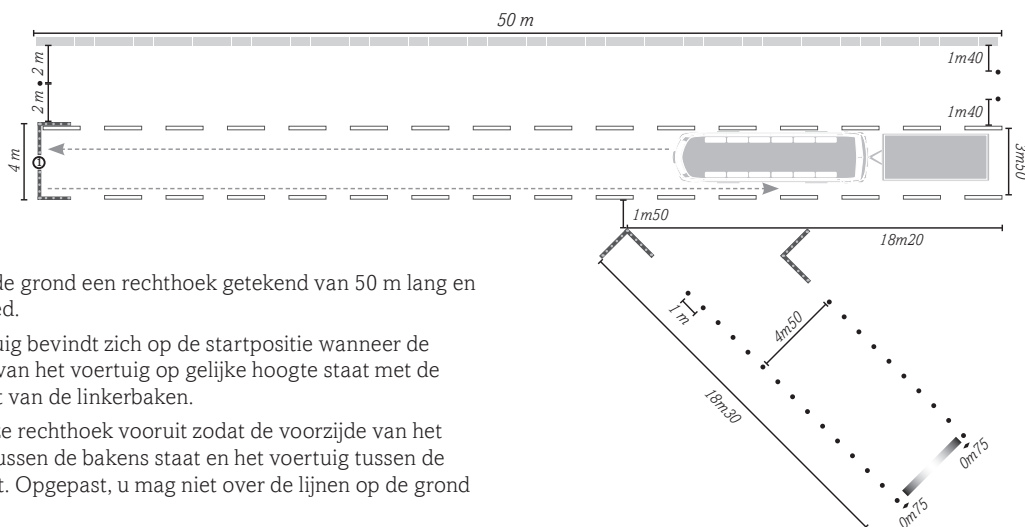 50 m
2 m
2 m
1m40
1m40
4 m
1
3m50
1m50
18m20
de grond een rechthoek getekend van 50 m lang en
ed.
uig bevindt zich op de startpositie wanneer de
van het voertuig op gelijke hoogte staat met de
t van de linkerbaken.
ze rechthoek vooruit zodat de voorzijde van het
ussen de bakens staat en het voertuig tussen de
t. Opgepast, u mag niet over de lijnen op de grond
1 m
4m50
18m30
0m75
0m75